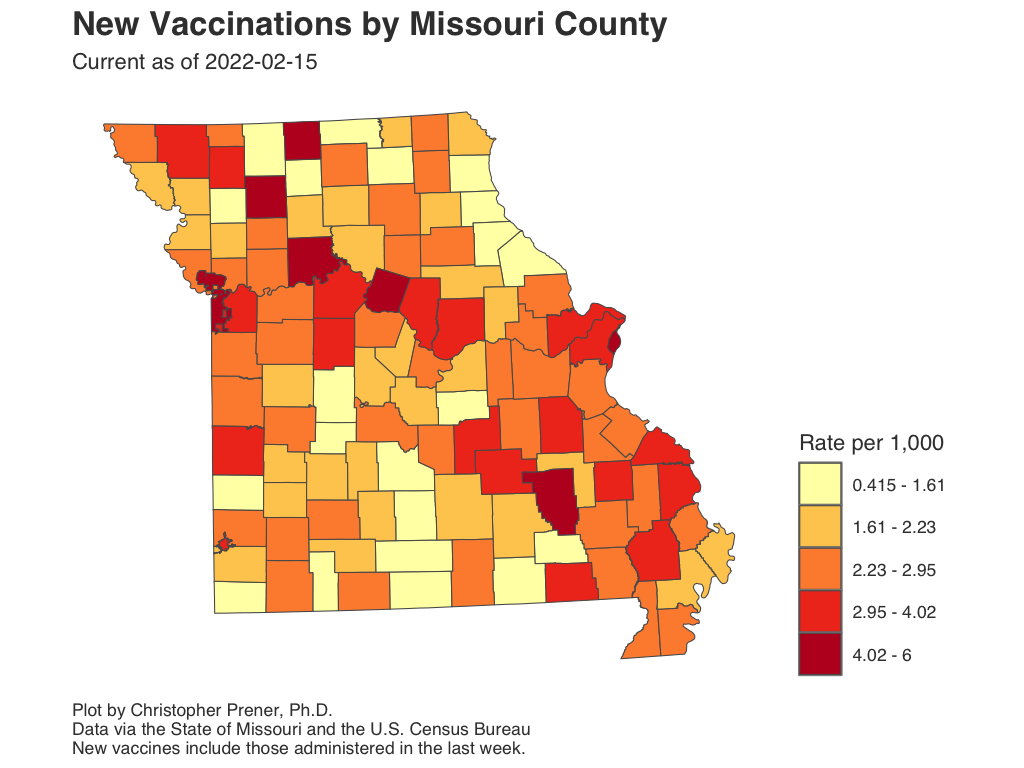 New Vaccinations by Missouri County
Current as of 2022-02-15
Rate per 1,000
0.415 - 1.61
1.61 - 2.23
2.23 - 2.95
2.95 - 4.02
4.02 - 6
Plot by Christopher Prener, Ph.D.
Data via the State of Missouri and the U.S. Census Bureau
New vaccines include those administered in the last week.